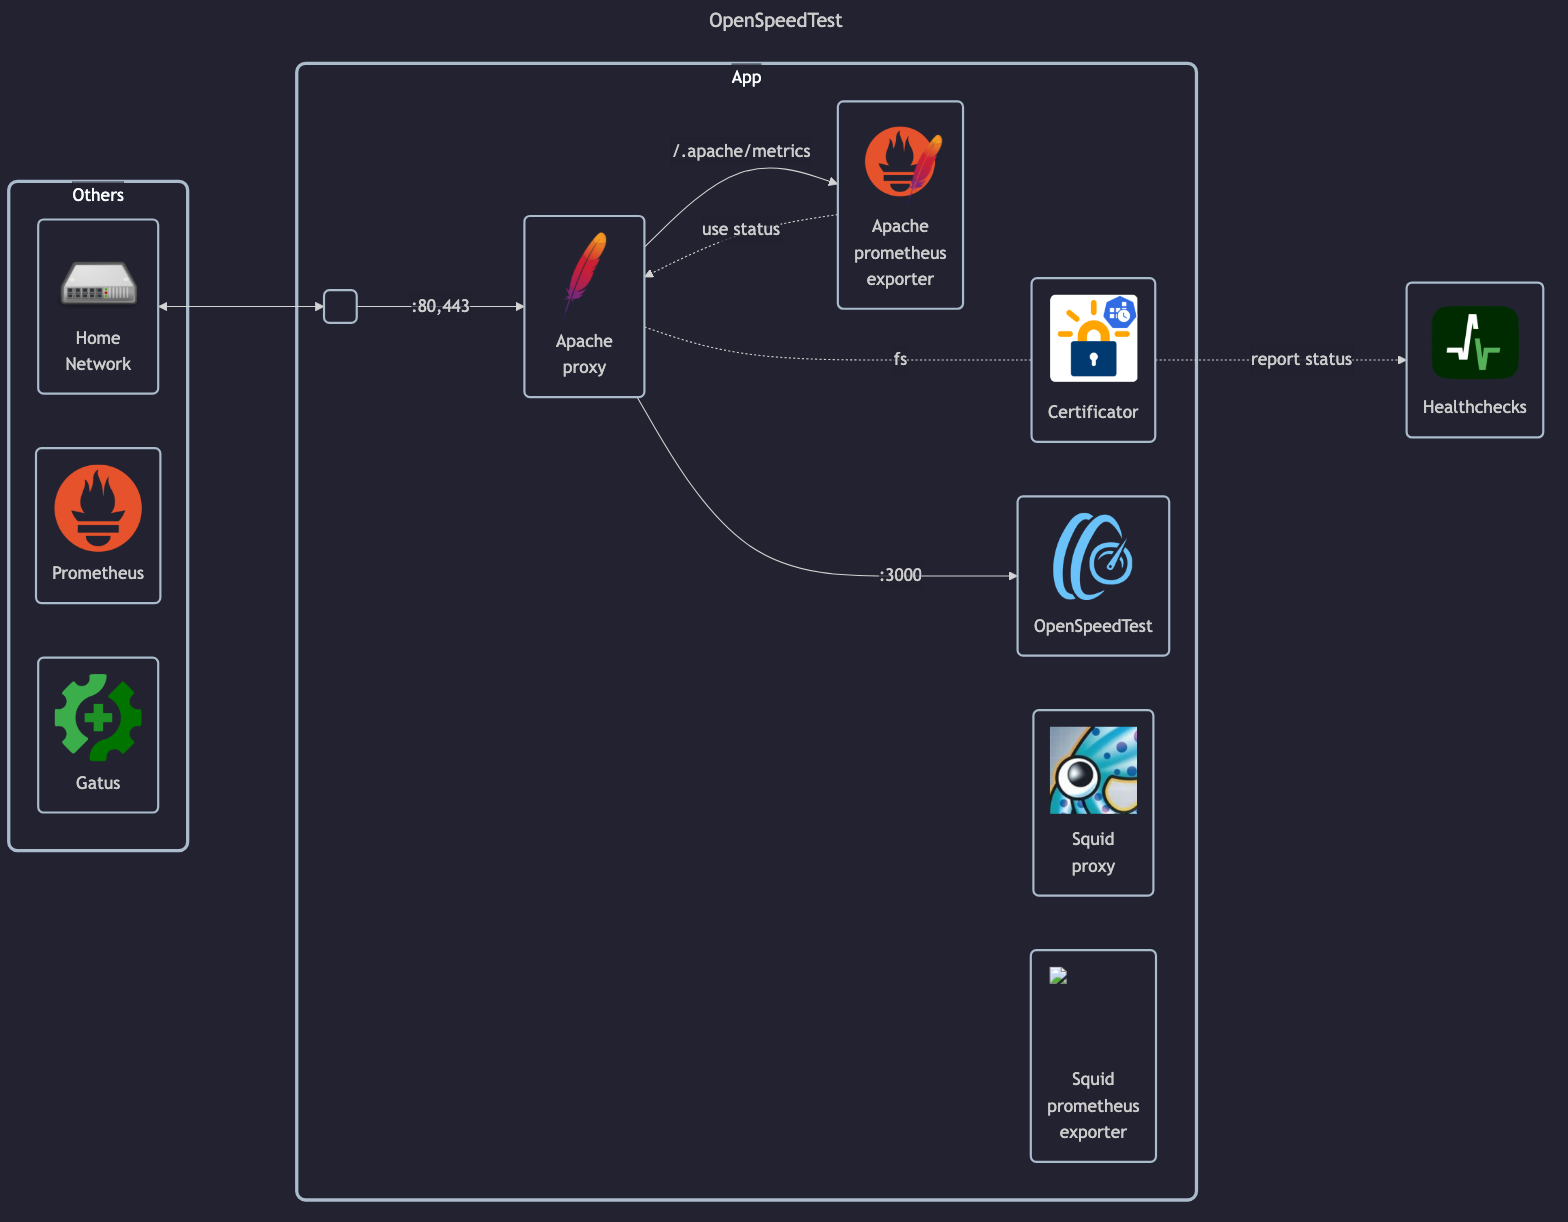 OpenSpeedTest
App
Others
Home
Network
Prometheus
Gatus
:80,443
Apache
proxy
/.apache/metrics
use status
Apache
prometheus
exporter
fs
Certificator
report status
Healthchecks
:3000
OpenSpeedTest
Squid
proxy
Squid
prometheus
exporter